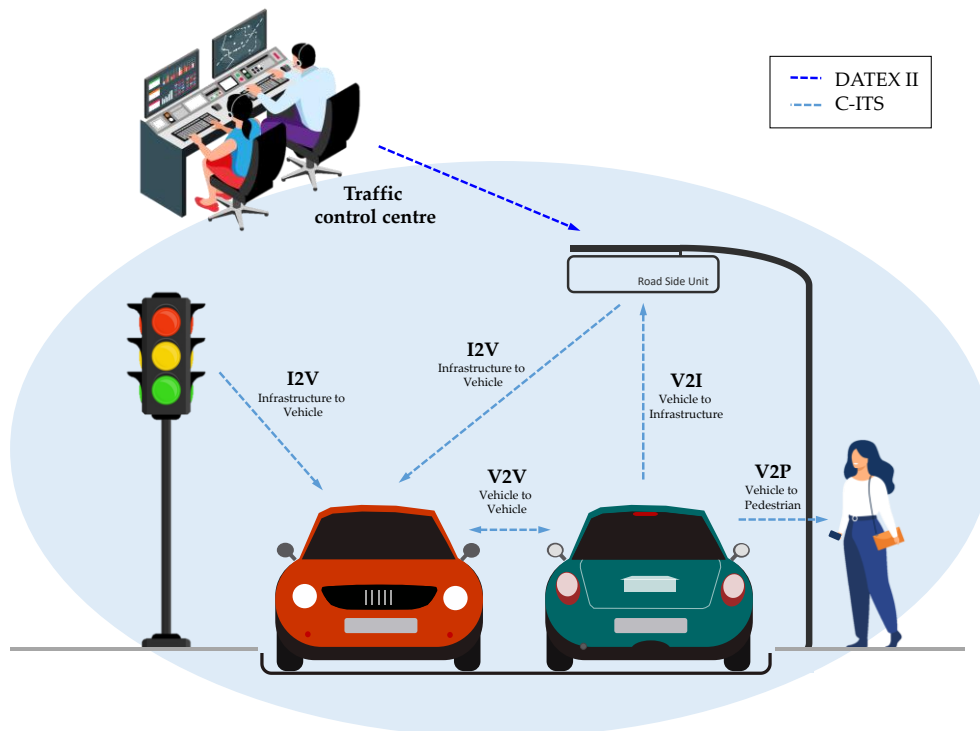 DATEX II
C-ITS
Traffic
control centre
Road Side Unit
I2V
Infrastructure to
Vehicle
I2V
Infrastructure to
Vehicle
V2I
Vehicle to
Infrastructure
V2V
Vehicle to
Vehicle
V2P
Vehicle to
Pedestrian